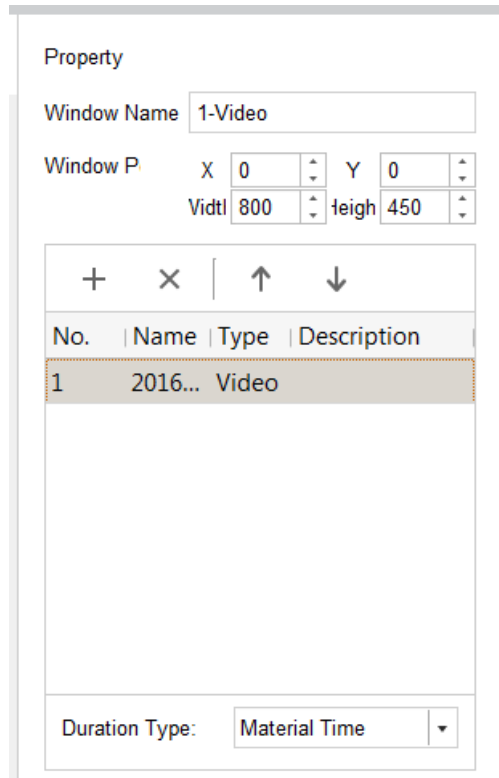 Property
Window Name 1-Video
Window P X 0 Y 0
Vidtl 800 Heigh 450
No. Name Type Description
1 2016... Video
Duration Type: Material Time